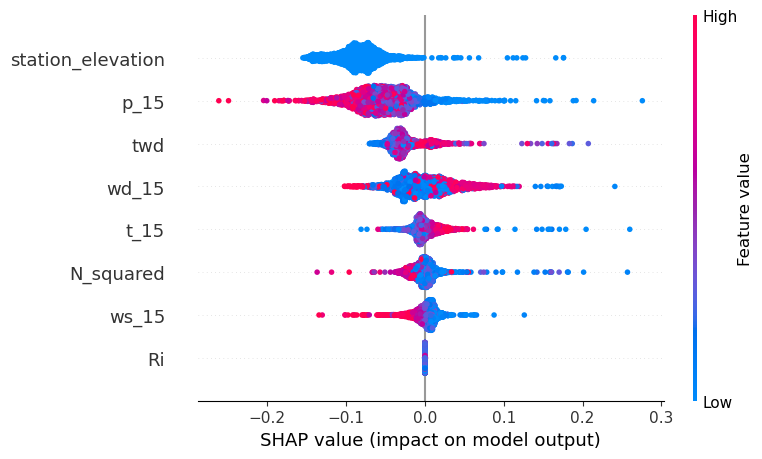 High
station_elevation
p_15
twd
wd_15
t_15
N_squared
ws_15
Ri
Feature value
Low
−0.2 −0.1 0.0 0.1 0.2 0.3
SHAP value (impact on model output)